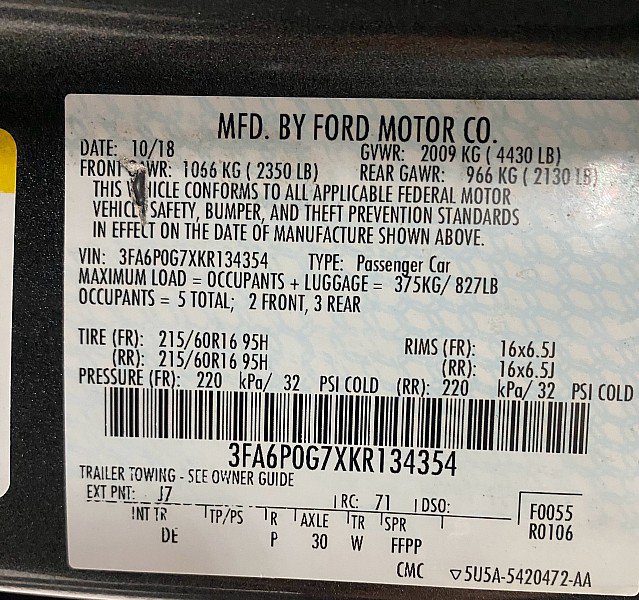 MFD. BY FORD MOTOR CO.
DATE: 10/18 GVWR: 2009 KG ( 4430 LB)
FRONT GAWR: 1066 KG ( 2350 LB) REAR GAWR: 966 KG ( 2130 LB)
THIS VEHICLE CONFORMS TO ALL APPLICABLE FEDERAL MOTOR
VEHICLE SAFETY, BUMPER, AND THEFT PREVENTION STANDARDS
IN EFFECT ON THE DATE OF MANUFACTURE SHOWN ABOVE.
VIN: 3FA6P0G7XKR134354 TYPE: Passenger Car
MAXIMUM LOAD = OCCUPANTS + LUGGAGE = 375KG/ 827LB
OCCUPANTS = 5 TOTAL; 2 FRONT, 3 REAR
TIRE (FR): 215/60R16 95H RIMS (FR): 16x6.5J
(RR): 215/60R16 95H (RR): 16x6.5J
PRESSURE (FR): 220 kPa/ 32 PSI COLD (RR): 220 kPa/ 32 PSI COLD
3FA6P0G7XKR134354
TRAILER TOWING - SEE OWNER GUIDE
EXT PNT: J7 RC: 71 DSO: F0055
INT TR TP/PS R AXLE TR SPR R0106
DE P 30 W FFPP
CMC ▽5U5A-5420472-AA